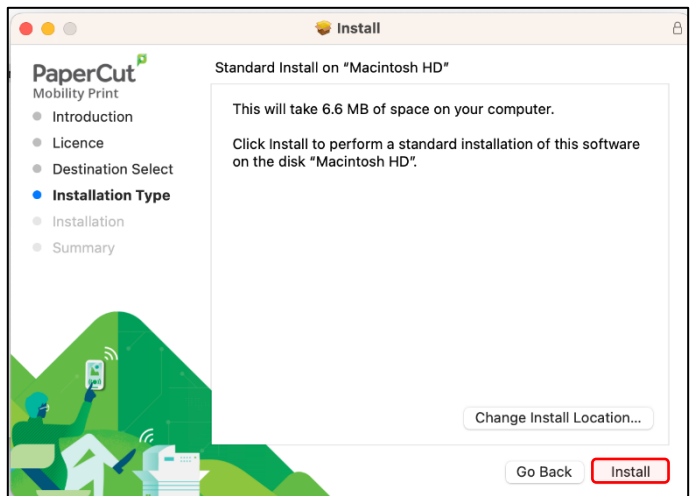 Install
PaperCut
Mobility Print
Introduction
Licence
Destination Select
Installation Type
Installation
Summary
Standard Install on “Macintosh HD”
This will take 6.6 MB of space on your computer.
Click Install to perform a standard installation of this software
on the disk “Macintosh HD”.
Change Install Location...
Go Back
Install